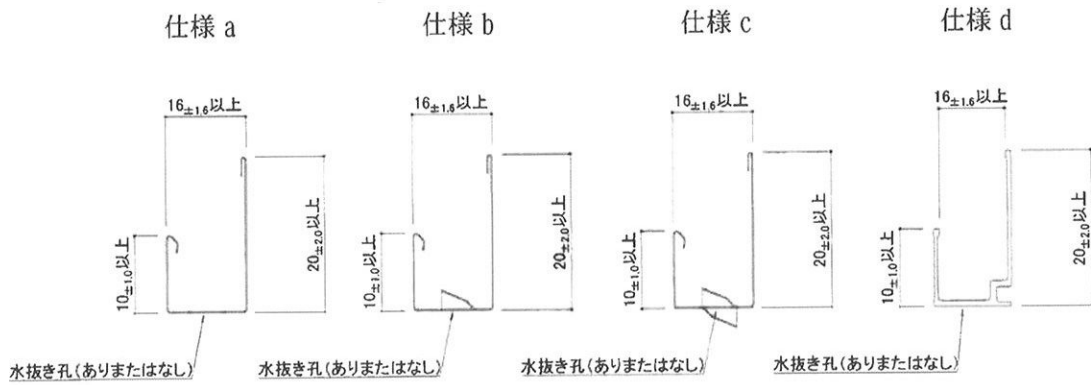 仕様 a
仕様 b
仕様 c
仕様 d
16±1.6以上
16±1.6以上
16±1.6以上
16±1.6以上
10±1.0以上
20±2.0以上
10±1.0以上
20±2.0以上
10±1.0以上
20±2.0以上
10±1.0以上
20±2.0以上
水抜き孔(ありまたはなし)
水抜き孔(ありまたはなし)
水抜き孔(ありまたはなし)
水抜き孔(ありまたはなし)